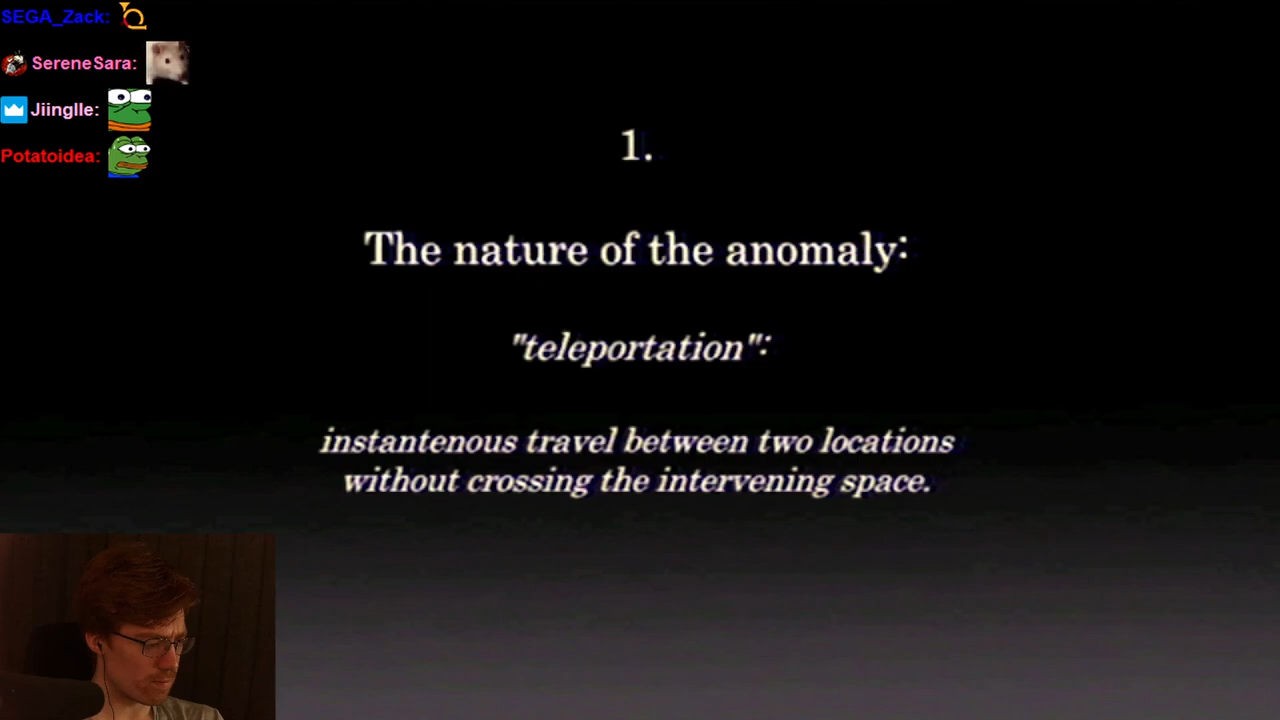 SEGA_Zack:
SereneSara:
Jiinglle:
Potatoidea:
1.
The nature of the anomaly:
"teleportation":
instantenous travel between two locations
without crossing the intervening space.